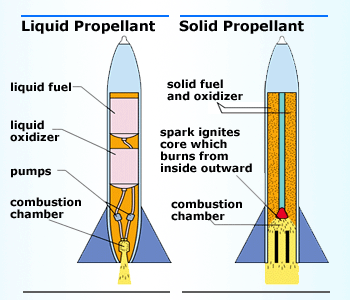 Liquid Propellant
liquid fuel
liquid
oxidizer
pumps
combustion
chamber
Solid Propellant
solid fuel
and oxidizer
spark ignites
core which
burns from
inside outward
combustion
chamber